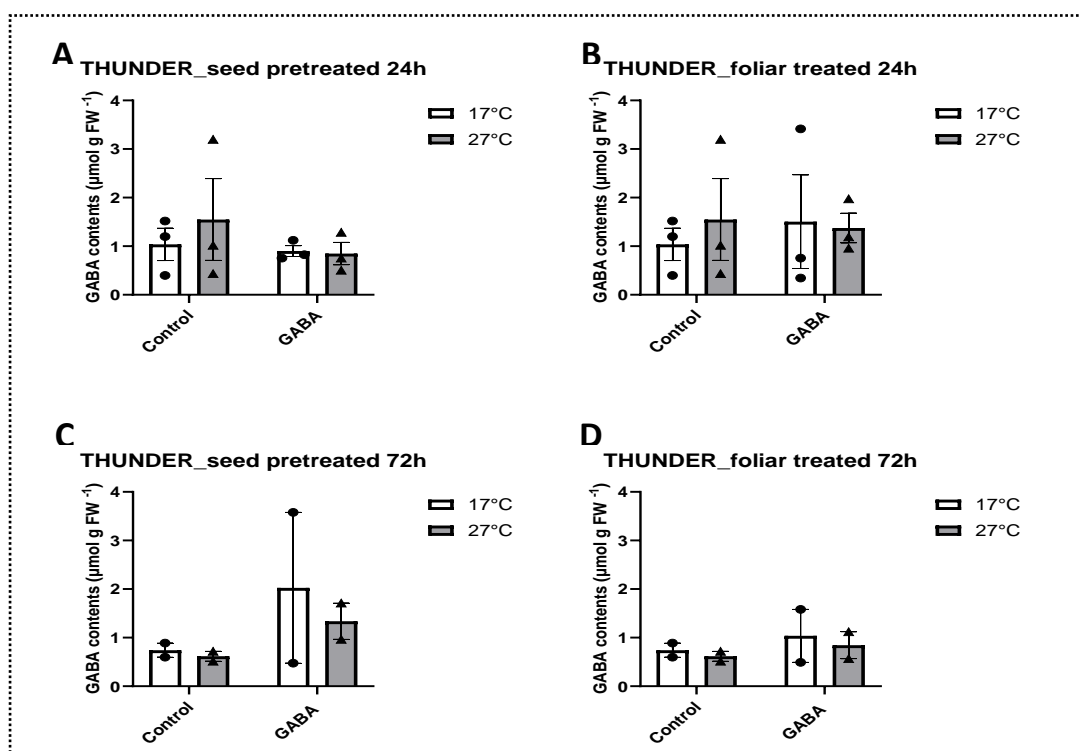 A
THUNDER_seed pretreated 24h
GABA contents (µmol g FW⁻¹)
4
3
2
1
0
Control
GABA
17°C
27°C
B
THUNDER_foliar treated 24h
GABA contents (µmol g FW⁻¹)
4
3
2
1
0
Control
GABA
17°C
27°C
C
THUNDER_seed pretreated 72h
GABA contents (µmol g FW⁻¹)
4
3
2
1
0
Control
GABA
17°C
27°C
D
THUNDER_foliar treated 72h
GABA contents (µmol g FW⁻¹)
4
3
2
1
0
Control
GABA
17°C
27°C